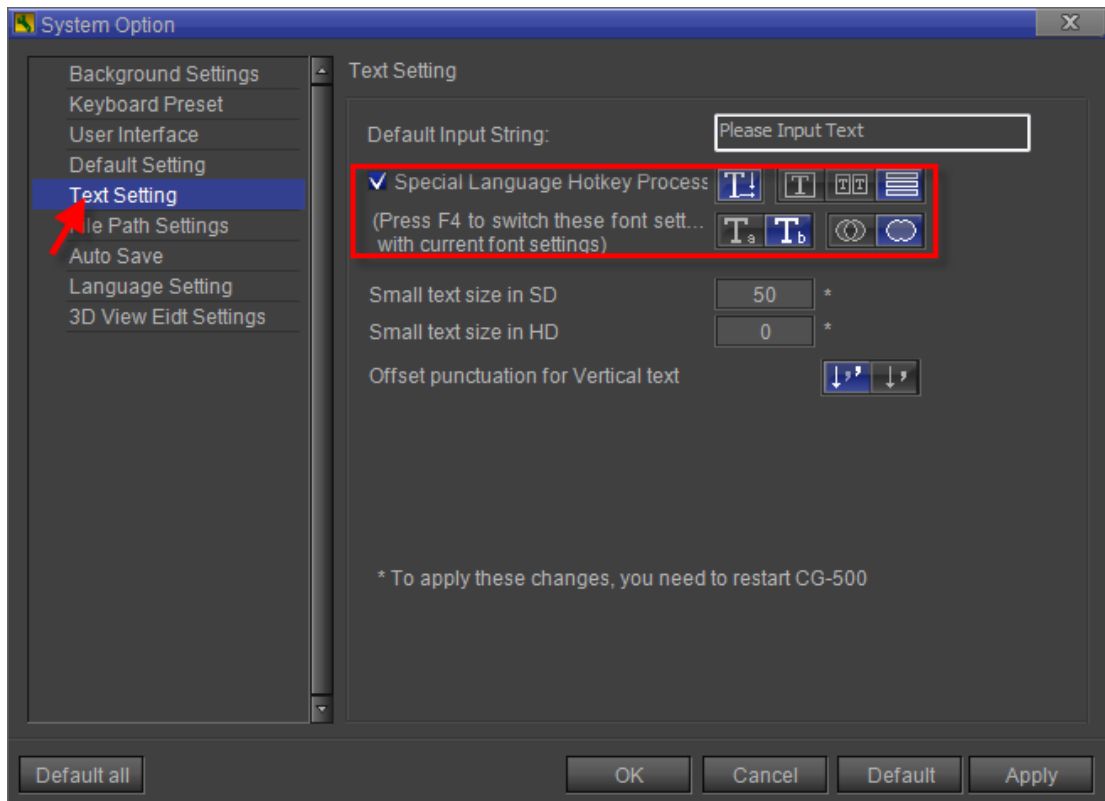 System Option
Background Settings
Keyboard Preset
User Interface
Default Setting
Text Setting
File Path Settings
Auto Save
Language Setting
3D View Eidt Settings
Text Setting
Default Input String:
Please Input Text
Special Language Hotkey Process
(Press F4 to switch these font sett...
with current font settings)
Small text size in SD
50 *
Small text size in HD
0 *
Offset punctuation for Vertical text
* To apply these changes, you need to restart CG-500
Default all
OK
Cancel
Default
Apply